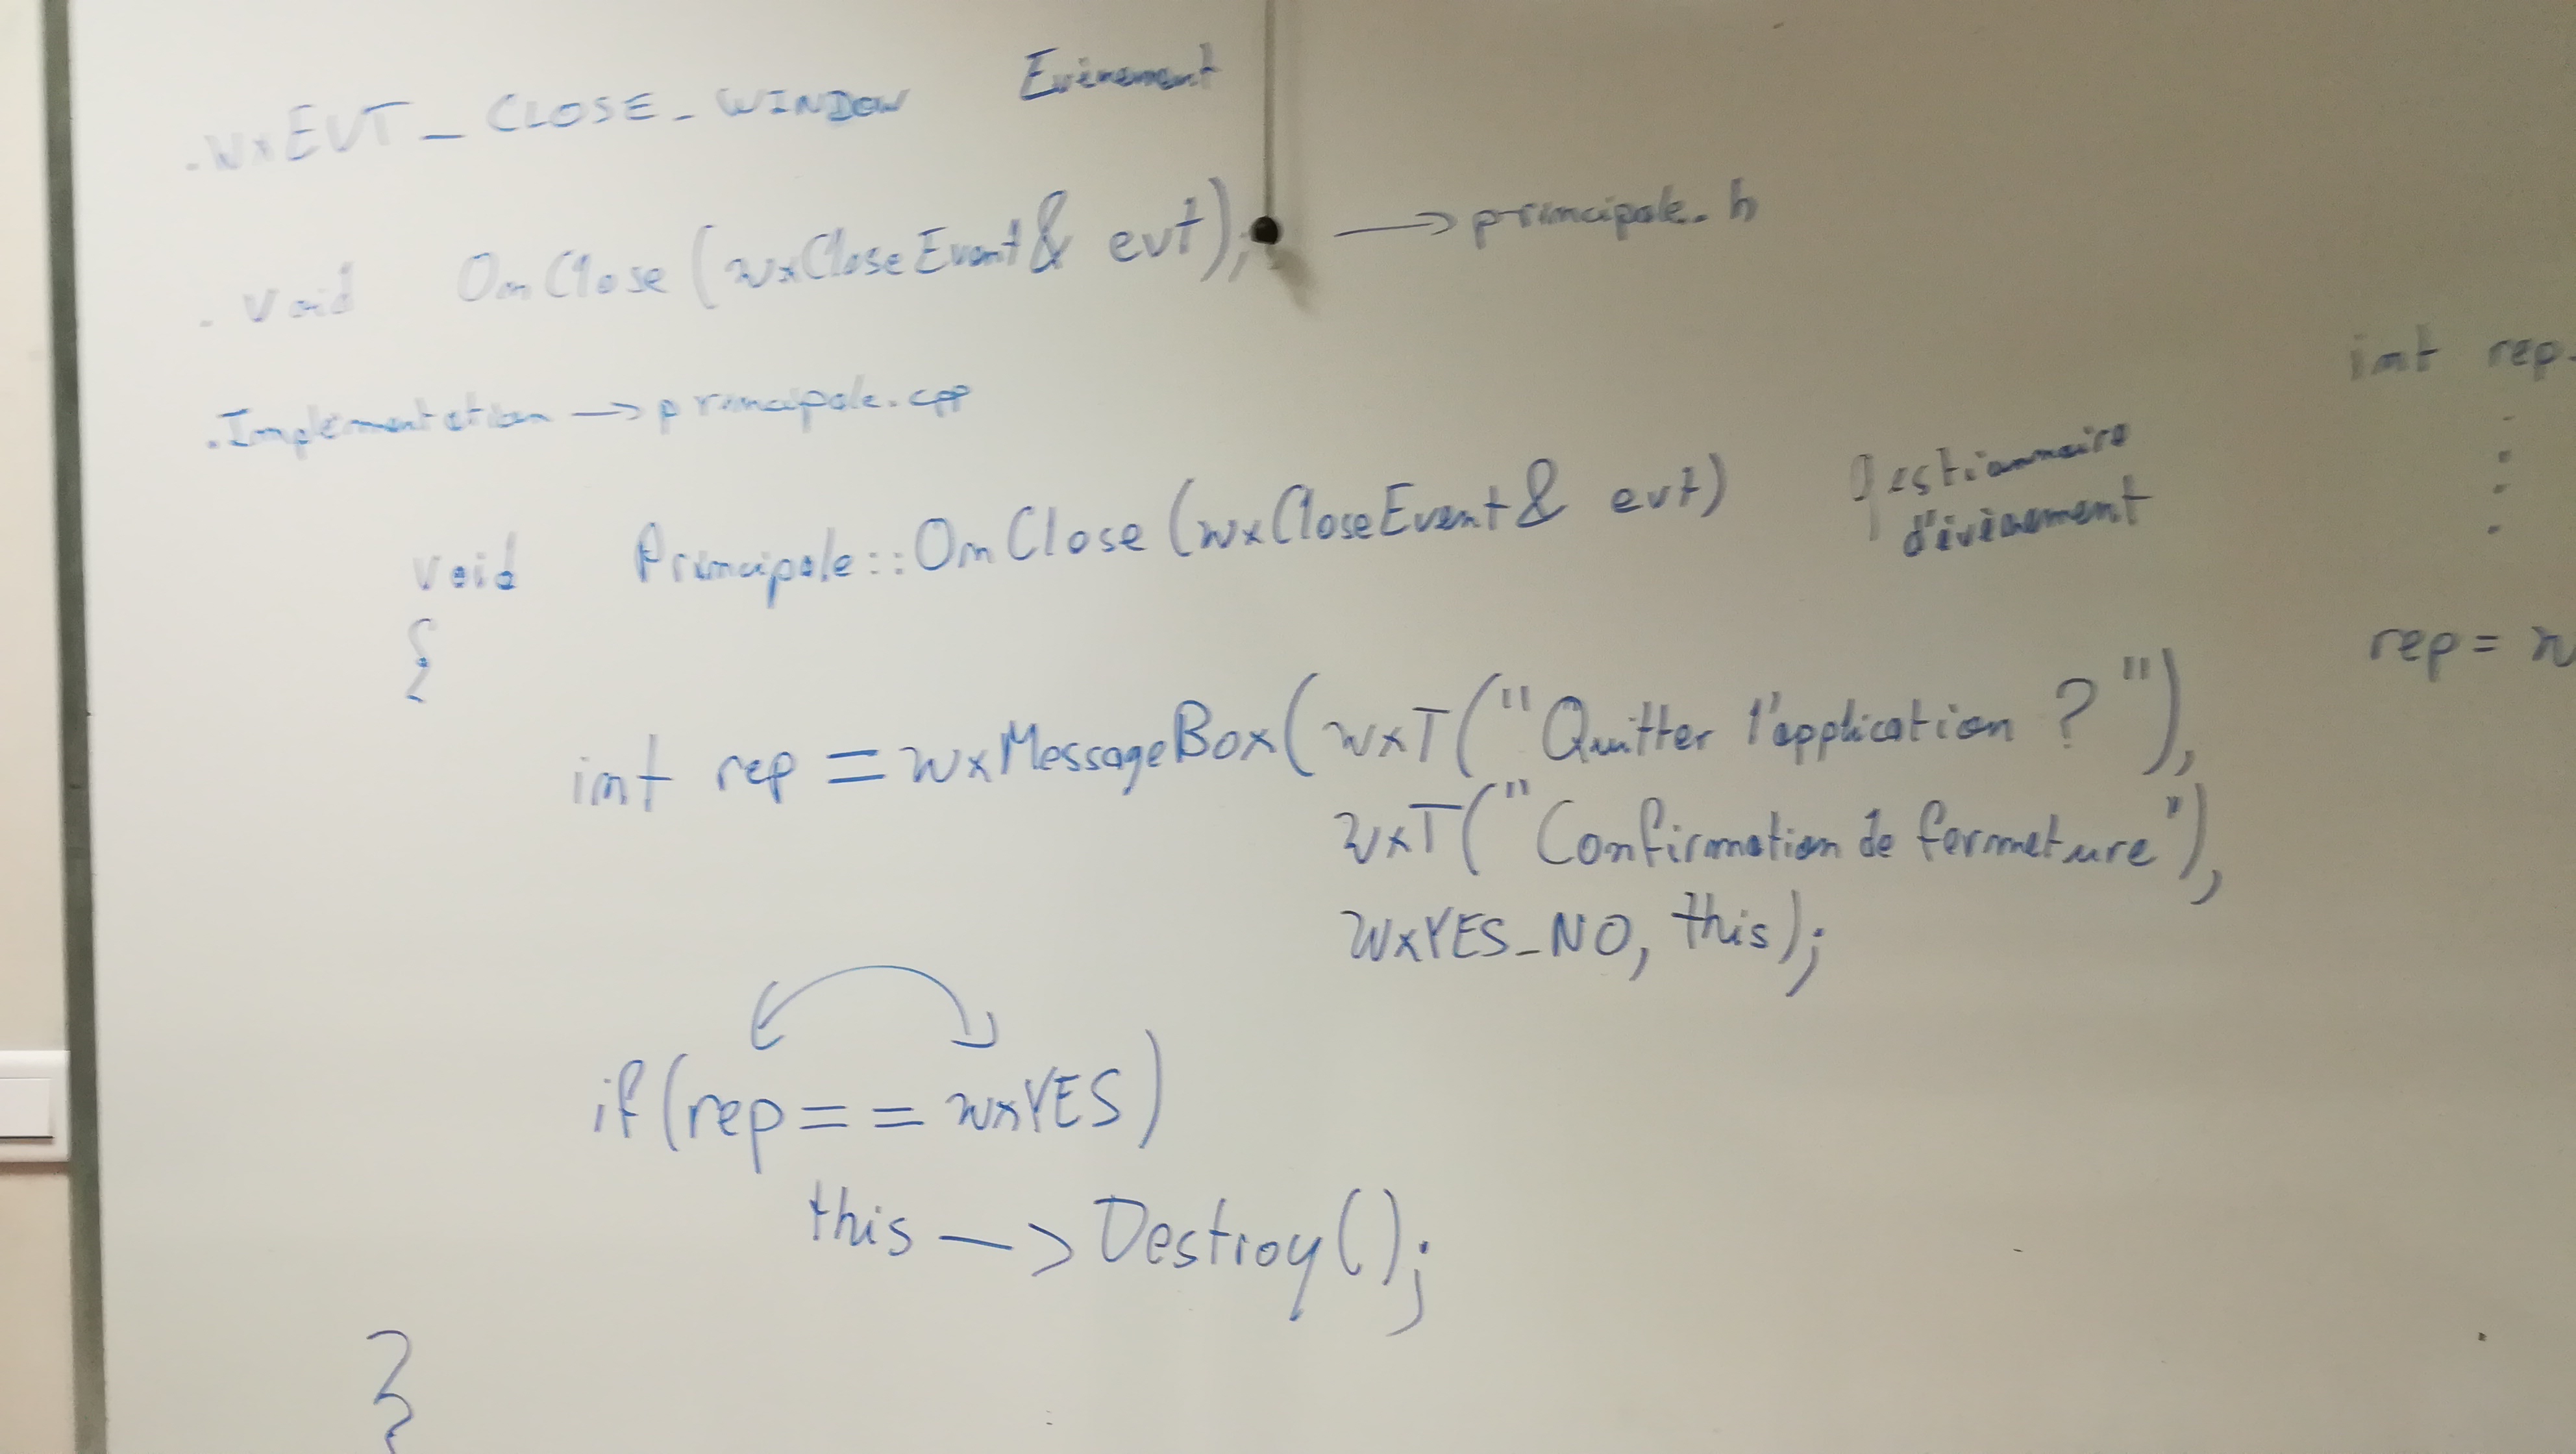 . wxEVT_CLOSE_WINDOW Evènement
. void OnClose (wxCloseEvent& evt); → principale.h
. Implémentation → principale.cpp
int rep
void Principale::OnClose (wxCloseEvent& evt) gestionnaire
d'évènement
{
rep =
int rep = wxMessageBox(wxT("Quitter l'application ?"),
wxT("Confirmation de fermeture"),
wxYES_NO, this);
if (rep == wxYES)
this -> Destroy();
}